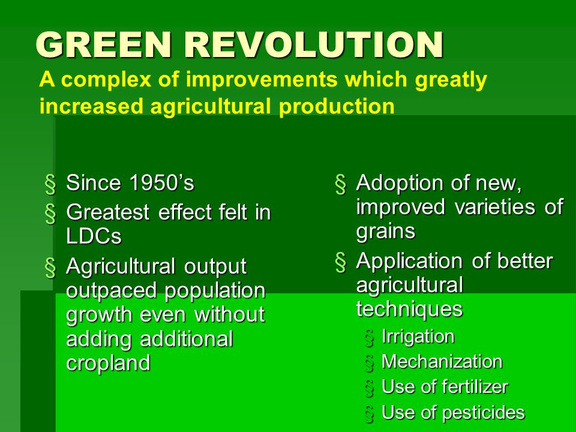 GREEN REVOLUTION
A complex of improvements which greatly
increased agricultural production
§ Since 1950's
§ Greatest effect felt in
LDCs
§ Agricultural output
outpaced population
growth even without
adding additional
cropland
§ Adoption of new,
improved varieties of
grains
§ Application of better
agricultural
techniques
§ Irrigation
§ Mechanization
§ Use of fertilizer
§ Use of pesticides